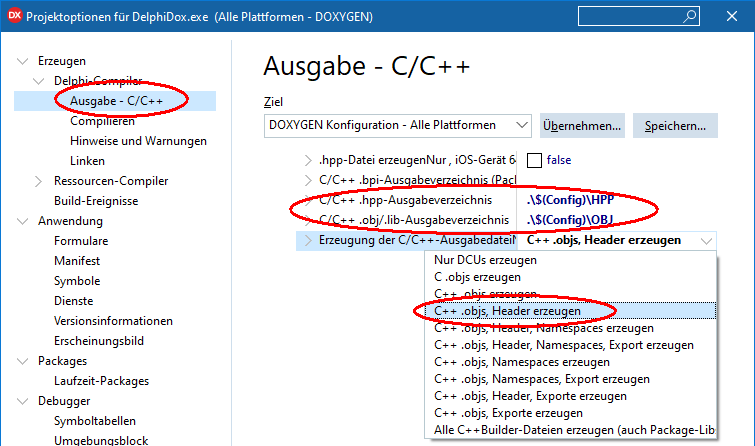 DX Projektoptionen für DelphiDox.exe (Alle Plattformen - DOXYGEN)
Erzeugen
Delphi-Compiler
Ausgabe - C/C++
Compilieren
Hinweise und Warnungen
Linken
Ressourcen-Compiler
Build-Ereignisse
Anwendung
Formulare
Manifest
Symbole
Dienste
Versionsinformationen
Erscheinungsbild
Packages
Laufzeit-Packages
Debugger
Symboltabellen
Umgebungsblock
Ausgabe - C/C++
Ziel
DOXYGEN Konfiguration - Alle Plattformen
Übernehmen...
Speichern...
.hpp-Datei erzeugenNur , iOS-Gerät 6 false
C/C++ .bpi-Ausgabeverzeichnis (Pac
C/C++ .hpp-Ausgabeverzeichnis .\$(Config)\HPP
C/C++ .obj/.lib-Ausgabeverzeichnis .\$(Config)\OBJ
Erzeugung der C/C++-Ausgabedatei C++ .objs, Header erzeugen
Nur DCUs erzeugen
C .objs erzeugen
C++ .objs erzeugen
C++ .objs, Header erzeugen
C++ .objs, Header, Namespaces erzeugen
C++ .objs, Header, Namespaces, Export erzeugen
C++ .objs, Namespaces erzeugen
C++ .objs, Namespaces, Export erzeugen
C++ .objs, Header, Exporte erzeugen
C++ .objs, Exporte erzeugen
Alle C++Builder-Dateien erzeugen (auch Package-Lib